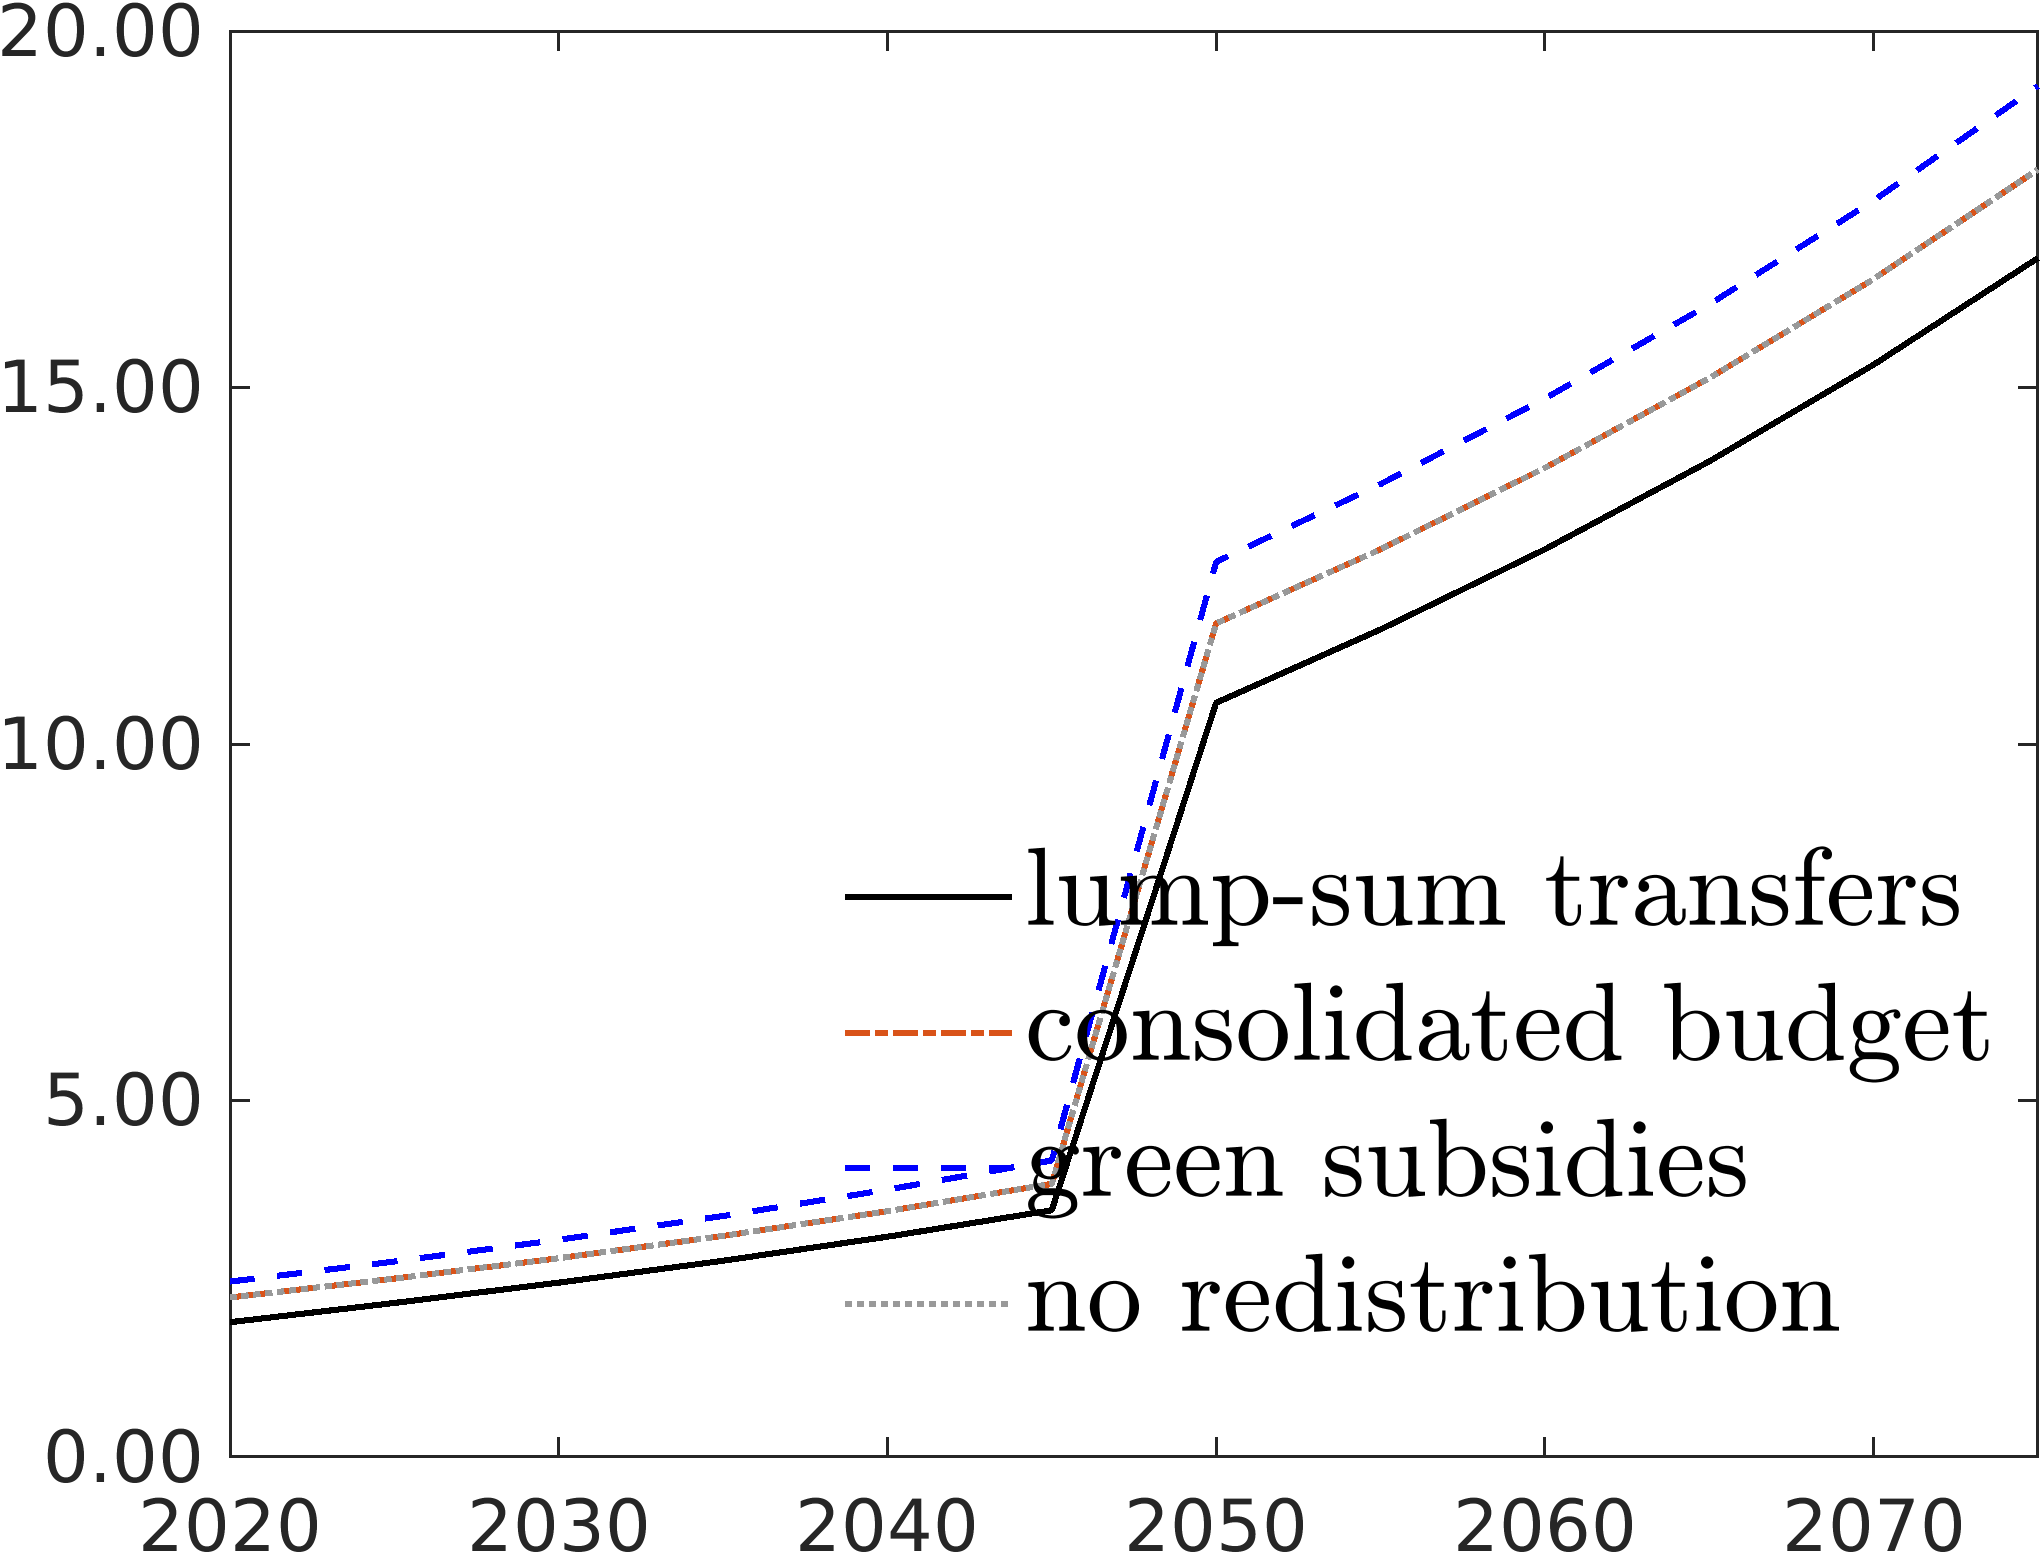 20.00
15.00
10.00
5.00
0.00
2020 2030 2040 2050 2060 2070
lump-sum transfers
consolidated budget
green subsidies
no redistribution